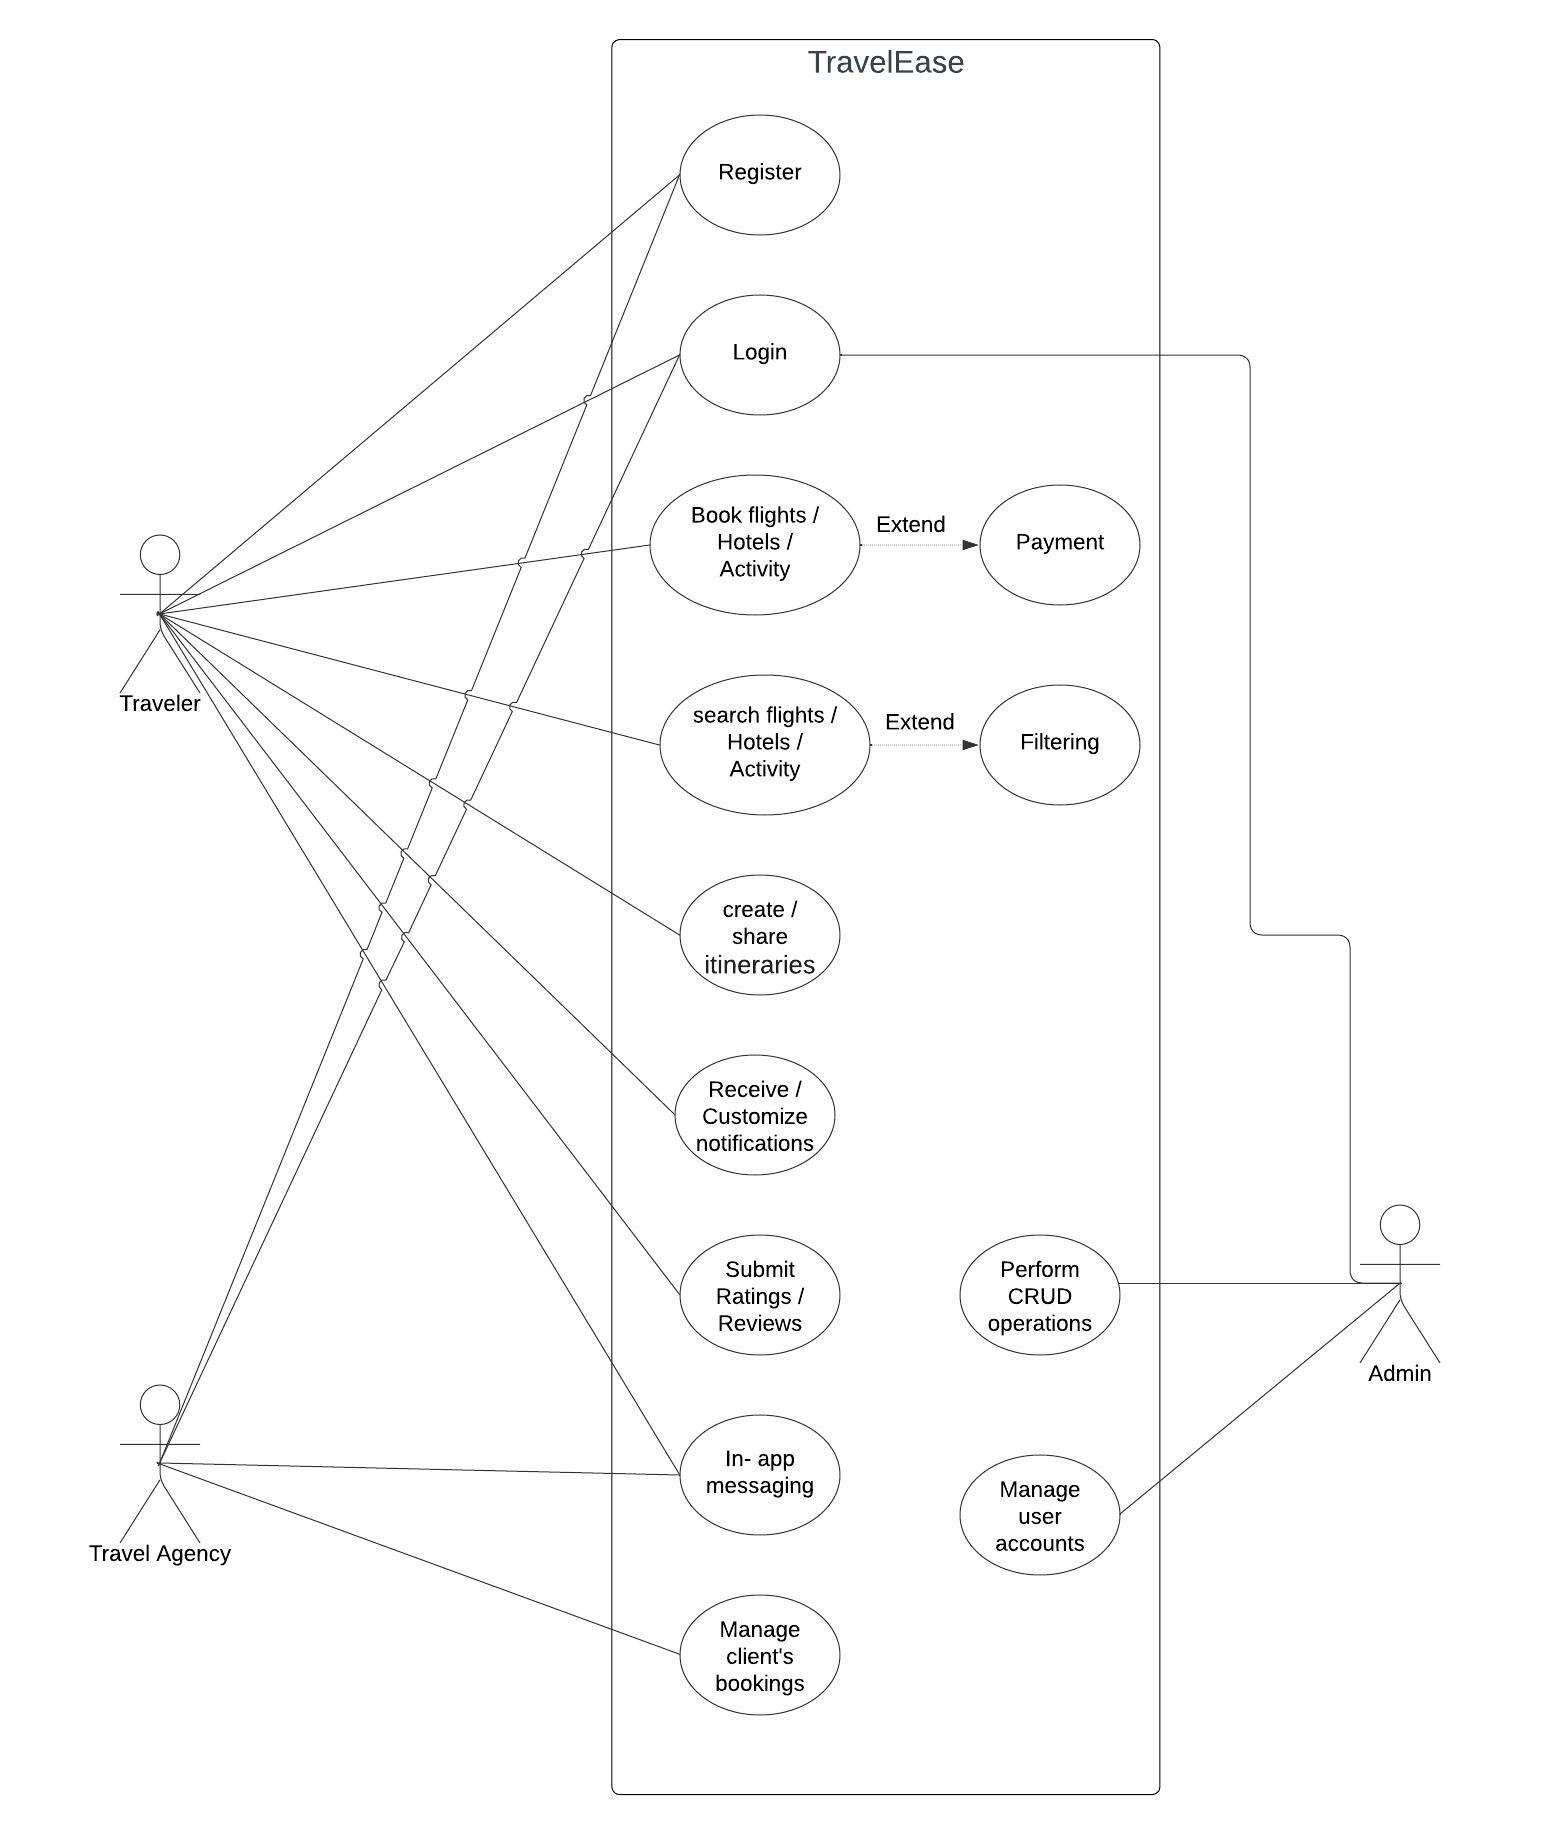 TravelEase
Register
Login
Book flights /
Hotels /
Activity
Extend
Payment
Traveler
search flights /
Hotels /
Activity
Extend
Filtering
create /
share
itineraries
Receive /
Customize
notifications
Submit
Ratings /
Reviews
Perform
CRUD
operations
Admin
In- app
messaging
Manage
user
accounts
Travel Agency
Manage
client's
bookings